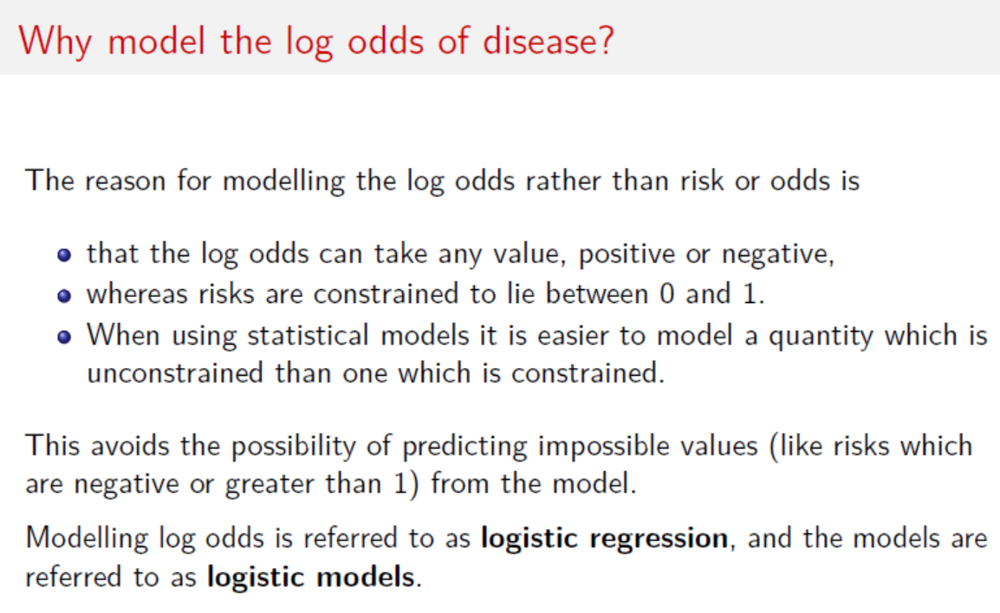 Why model the log odds of disease?
The reason for modelling the log odds rather than risk or odds is
that the log odds can take any value, positive or negative,
whereas risks are constrained to lie between 0 and 1.
When using statistical models it is easier to model a quantity which is
unconstrained than one which is constrained.
This avoids the possibility of predicting impossible values (like risks which
are negative or greater than 1) from the model.
Modelling log odds is referred to as logistic regression, and the models are
referred to as logistic models.